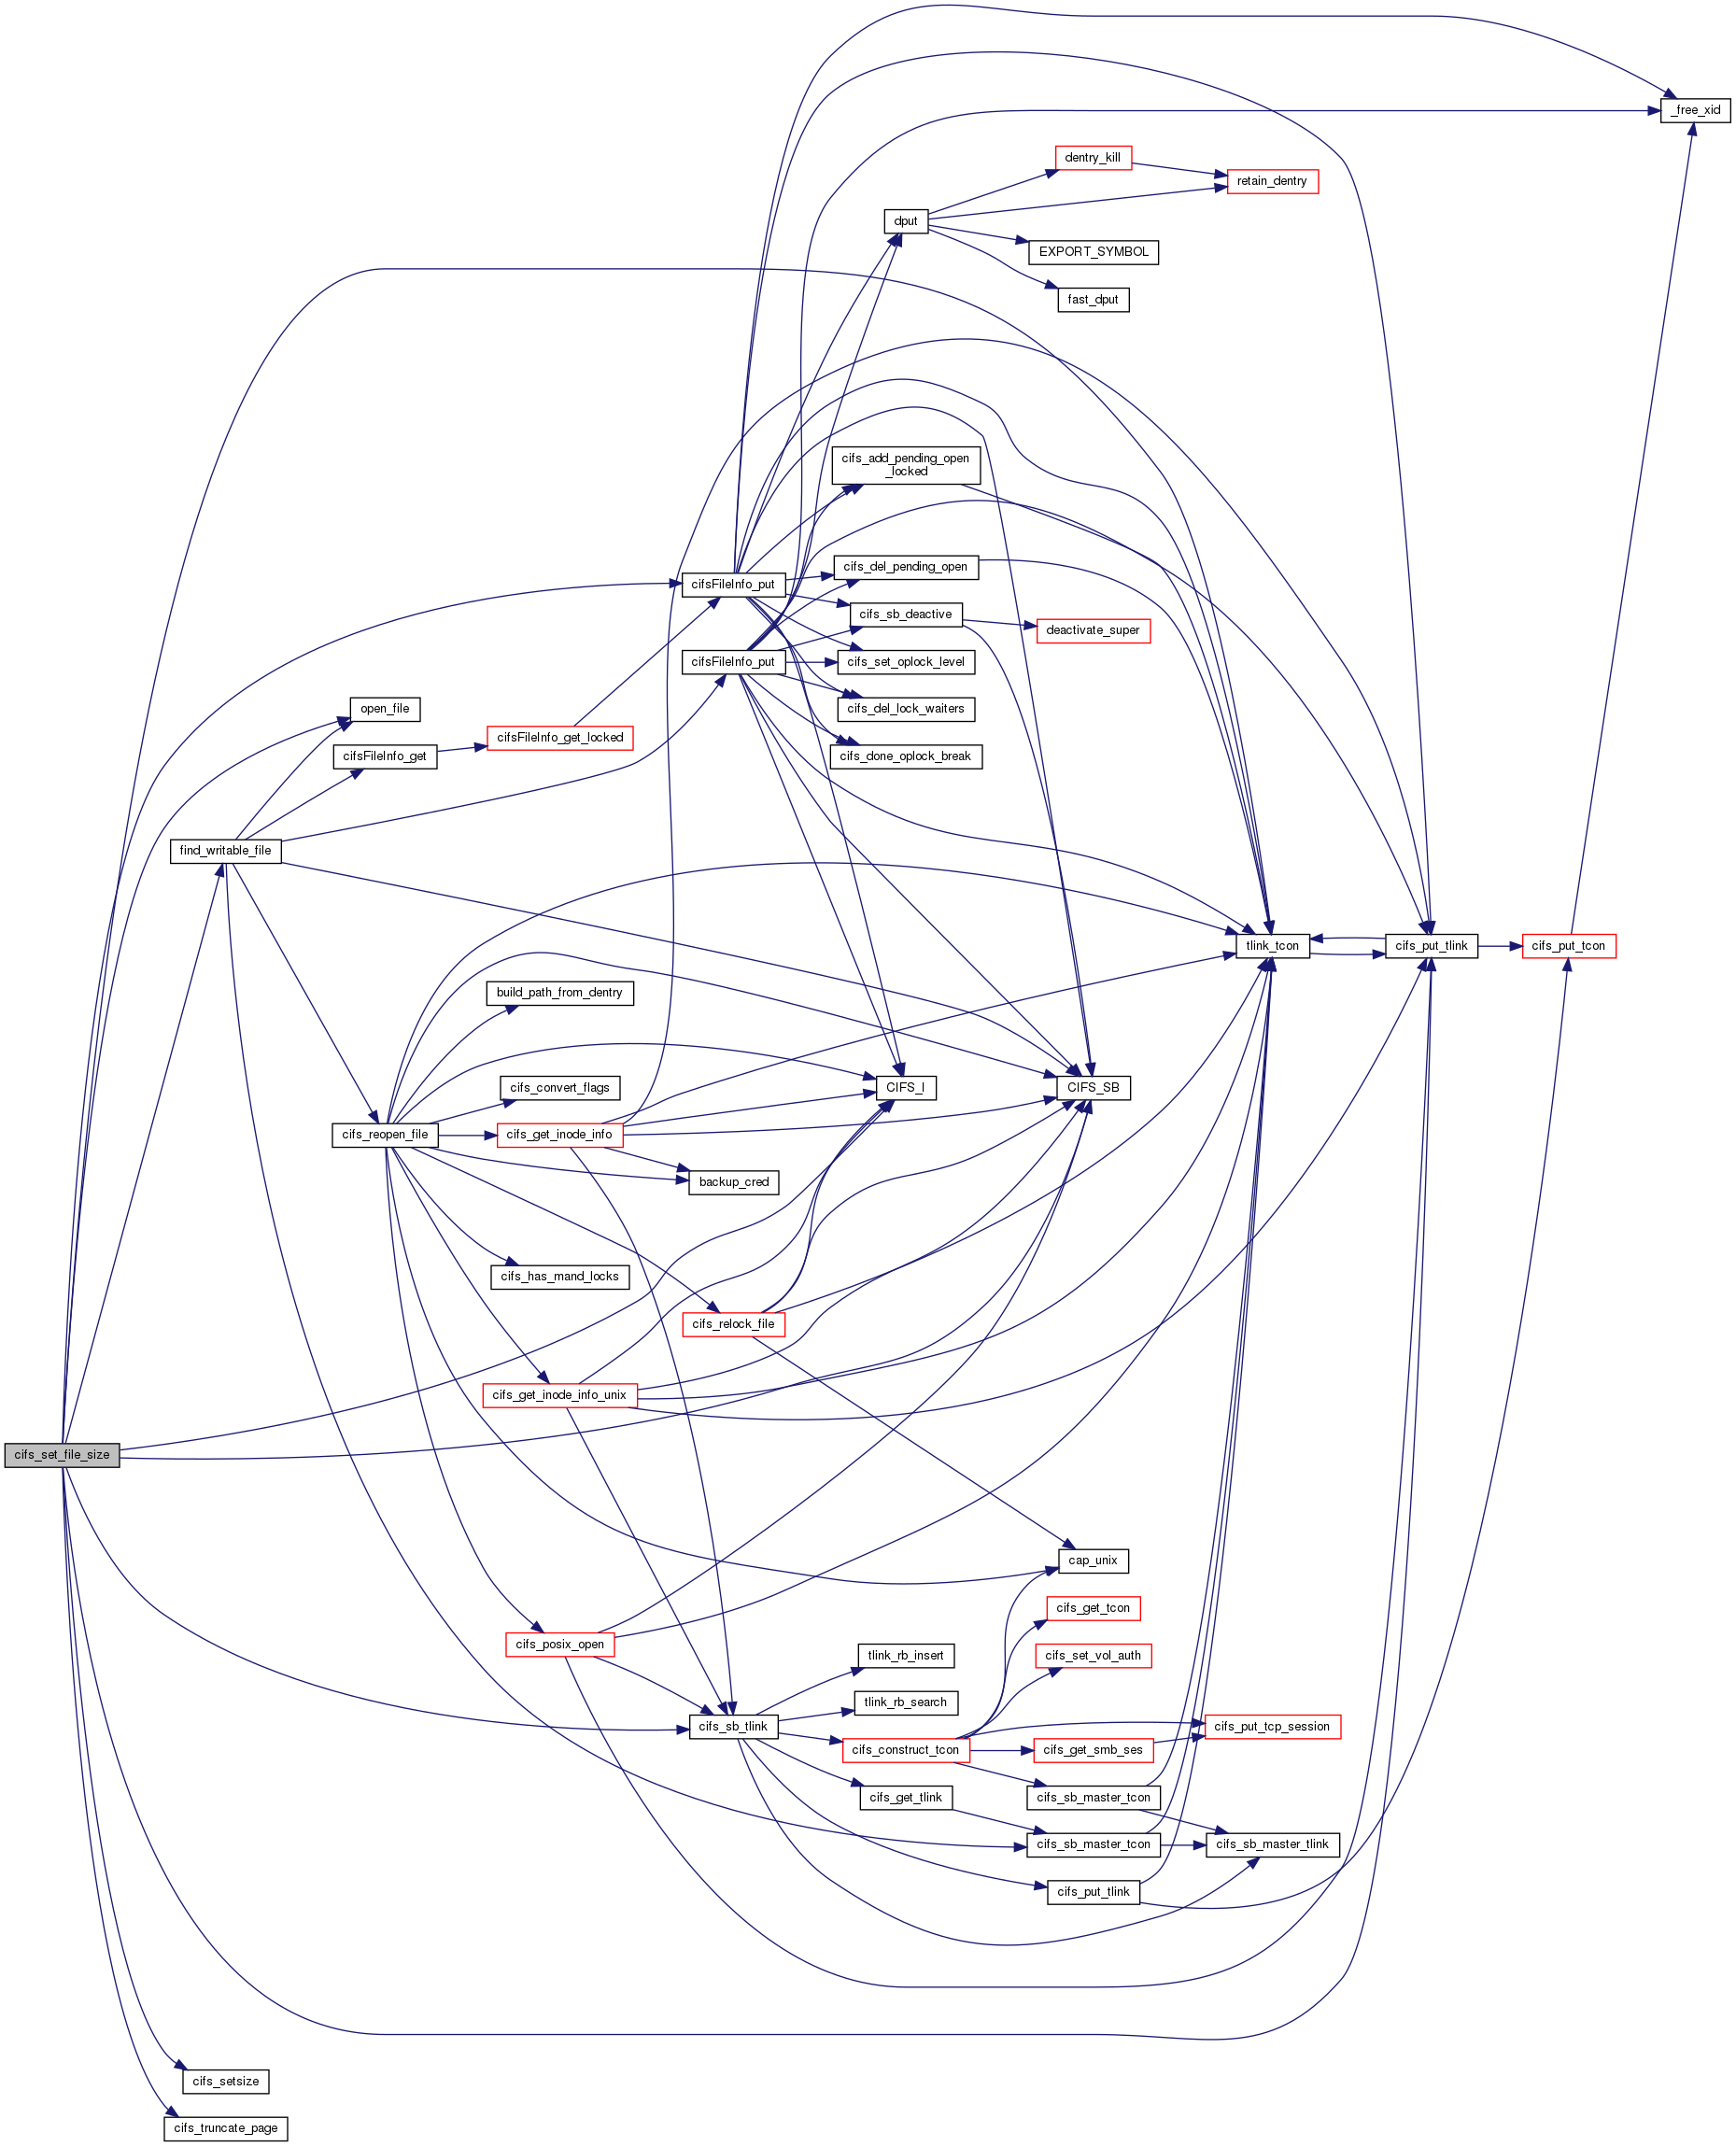 _free_xid
dentry_kill
retain_dentry
dput
EXPORT_SYMBOL
fast_dput
cifs_add_pending_open
_locked
cifsFileInfo_put
cifs_del_pending_open
cifs_sb_deactive
deactivate_super
cifsFileInfo_put
cifs_set_oplock_level
open_file
cifs_del_lock_waiters
cifsFileInfo_get_locked
cifsFileInfo_get
cifs_done_oplock_break
find_writable_file
tlink_tcon
cifs_put_tlink
cifs_put_tcon
build_path_from_dentry
cifs_convert_flags
CIFS_I
CIFS_SB
cifs_reopen_file
cifs_get_inode_info
backup_cred
cifs_has_mand_locks
cifs_relock_file
cifs_get_inode_info_unix
cifs_set_file_size
cap_unix
cifs_get_tcon
cifs_posix_open
tlink_rb_insert
cifs_set_vol_auth
tlink_rb_search
cifs_sb_tlink
cifs_put_tcp_session
cifs_construct_tcon
cifs_get_smb_ses
cifs_get_tlink
cifs_sb_master_tcon
cifs_sb_master_tcon
cifs_sb_master_tlink
cifs_put_tlink
cifs_setsize
cifs_truncate_page